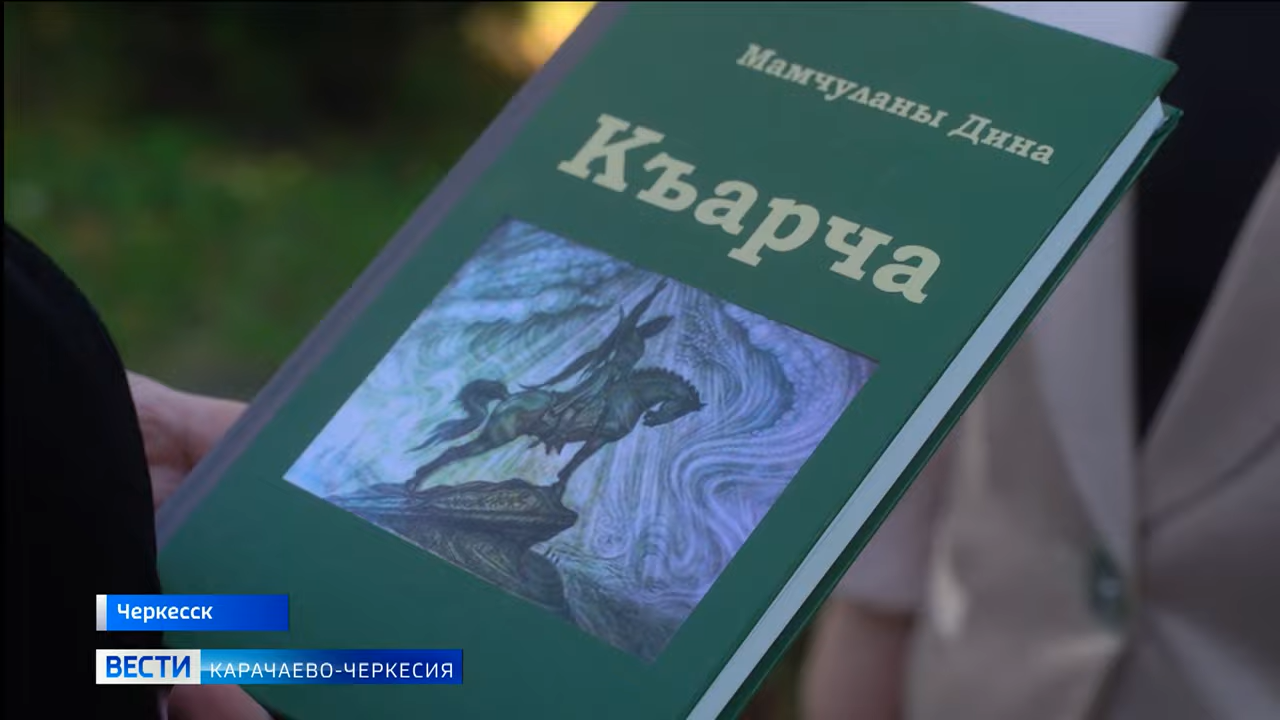 Мамчуланы Дина
Къарча
Черкесск
ВЕСТИ КАРАЧАЕВО-ЧЕРКЕСИЯ